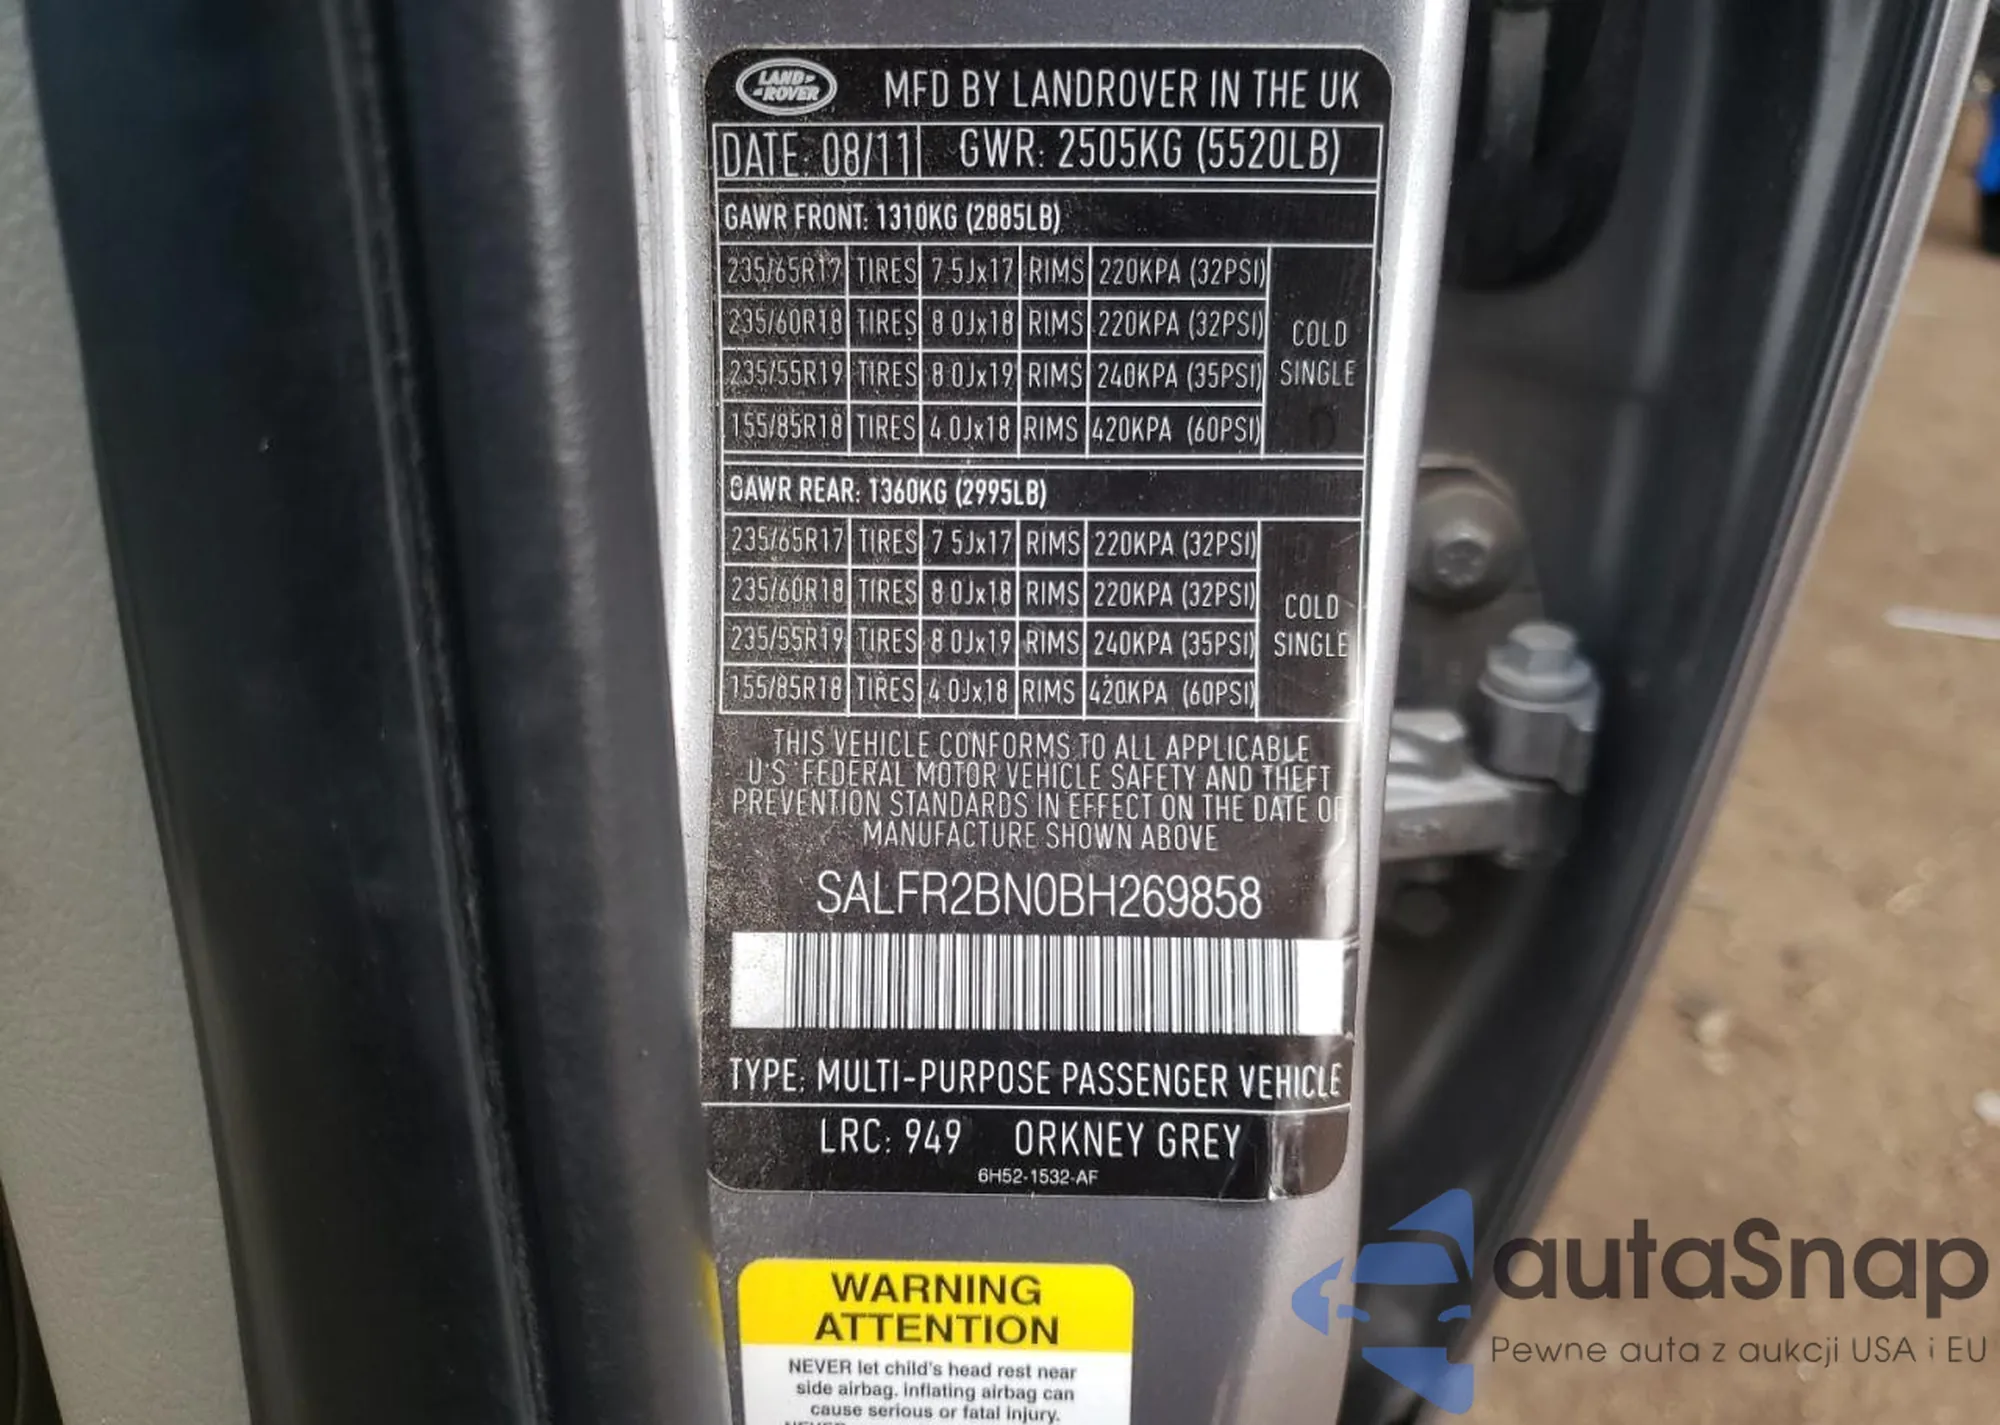 LAND ROVER
MFD BY LANDROVER IN THE UK
DATE: 08/11 GWR: 2505KG (5520LB)
GAWR FRONT: 1310KG (2885LB)
235/65R17 TIRES 7.5Jx17 RIMS 220KPA (32PSI)
235/60R18 TIRES 8.0Jx18 RIMS 220KPA (32PSI)
235/55R19 TIRES 8.0Jx19 RIMS 240KPA (35PSI)
155/85R18 TIRES 4.0Jx18 RIMS 420KPA (60PSI)
COLD
SINGLE
GAWR REAR: 1360KG (2995LB)
235/65R17 TIRES 7.5Jx17 RIMS 220KPA (32PSI)
235/60R18 TIRES 8.0Jx18 RIMS 220KPA (32PSI)
235/55R19 TIRES 8.0Jx19 RIMS 240KPA (35PSI)
155/85R18 TIRES 4.0Jx18 RIMS 420KPA (60PSI)
COLD
SINGLE
THIS VEHICLE CONFORMS TO ALL APPLICABLE
U.S. FEDERAL MOTOR VEHICLE SAFETY AND THEFT
PREVENTION STANDARDS IN EFFECT ON THE DATE OF
MANUFACTURE SHOWN ABOVE
SALFR2BN0BH269858
TYPE: MULTI-PURPOSE PASSENGER VEHICLE
LRC: 949 ORKNEY GREY
6H52-1532-AF
WARNING
ATTENTION
NEVER let child's head rest near
side airbag, inflating airbag can
cause serious or fatal injury.
autaSnap
Pewne auta z aukcji USA i EU